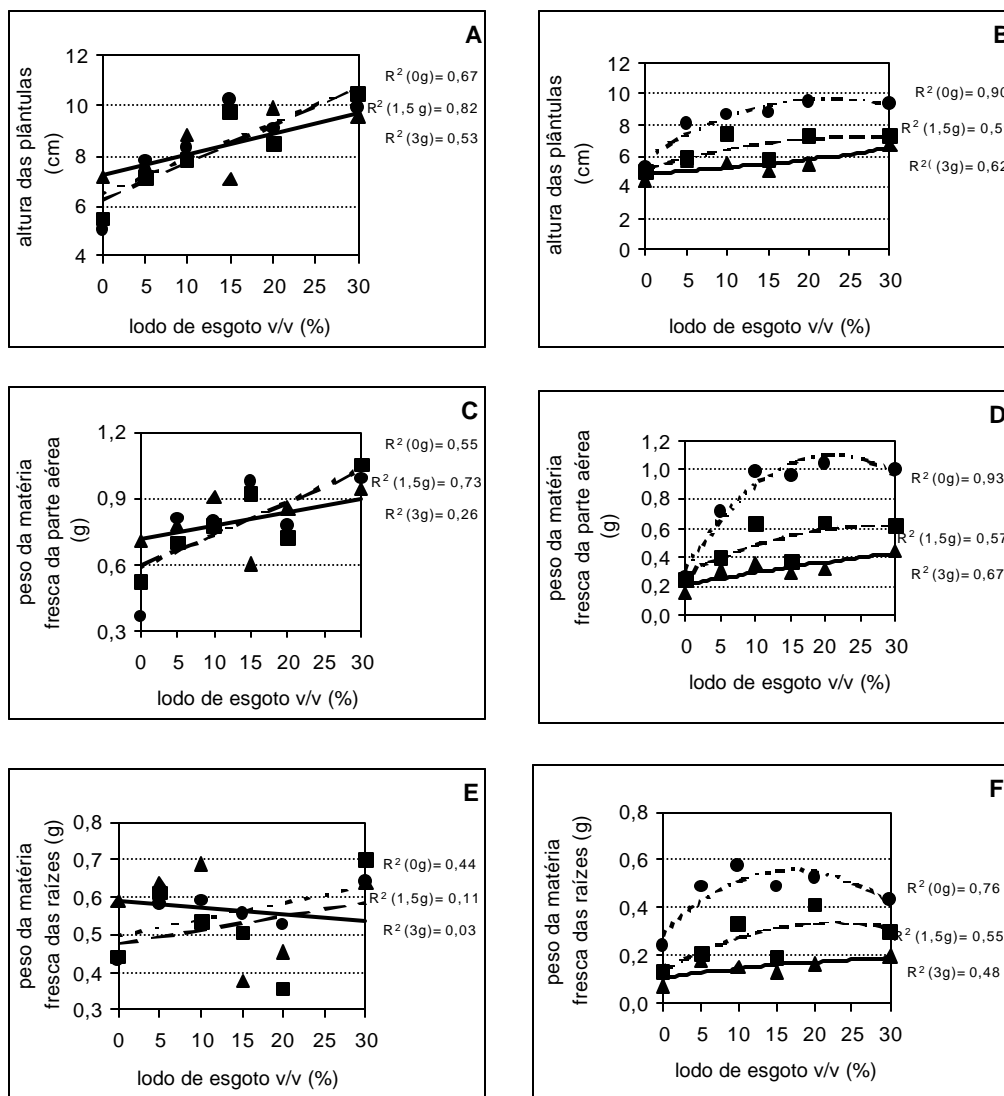 A
12
10
8
6
4
altura das plántulas
(cm)
0 5 10 15 20 25 30
lodo de esgoto v/v (%)
R² (0g) = 0,67
R² (1,5 g) = 0,82
R² (3g) = 0,53
B
12
10
8
6
4
2
0
altura das plántulas
(cm)
0 5 10 15 20 25 30
lodo de esgoto v/v (%)
R² (0g) = 0,90
R² (1,5g) = 0,5
R²( (3g) = 0,62
C
1,2
0,9
0,6
0,3
peso da matéria
fresca da parte aérea
(g)
0 5 10 15 20 25 30
lodo de esgoto v/v (%)
R² (0g) = 0,55
R² (1,5g) = 0,73
R² (3g) = 0,26
D
1,2
1,0
0,8
0,6
0,4
0,2
0,0
peso da matéria
fresca da parte aérea
(g)
0 5 10 15 20 25 30
lodo de esgoto v/v (%)
R² (0g) = 0,93
R² (1,5g) = 0,57
R² (3g) = 0,67
E
0,8
0,7
0,6
0,5
0,4
0,3
peso da matéria
fresca das raízes (g)
0 5 10 15 20 25 30
lodo de esgoto v/v (%)
R² (0g) = 0,44
R² (1,5g) = 0,11
R² (3g) = 0,03
F
0,8
0,6
0,4
0,2
0,0
peso da matéria
fresca das raízes (g)
0 5 10 15 20 25 30
lodo de esgoto v/v (%)
R² (0g) = 0,76
R² (1,5g) = 0,55
R² (3g) = 0,48